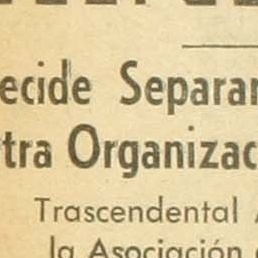 ecide Separar
tra Organizac
Trascendental A
la Asociación